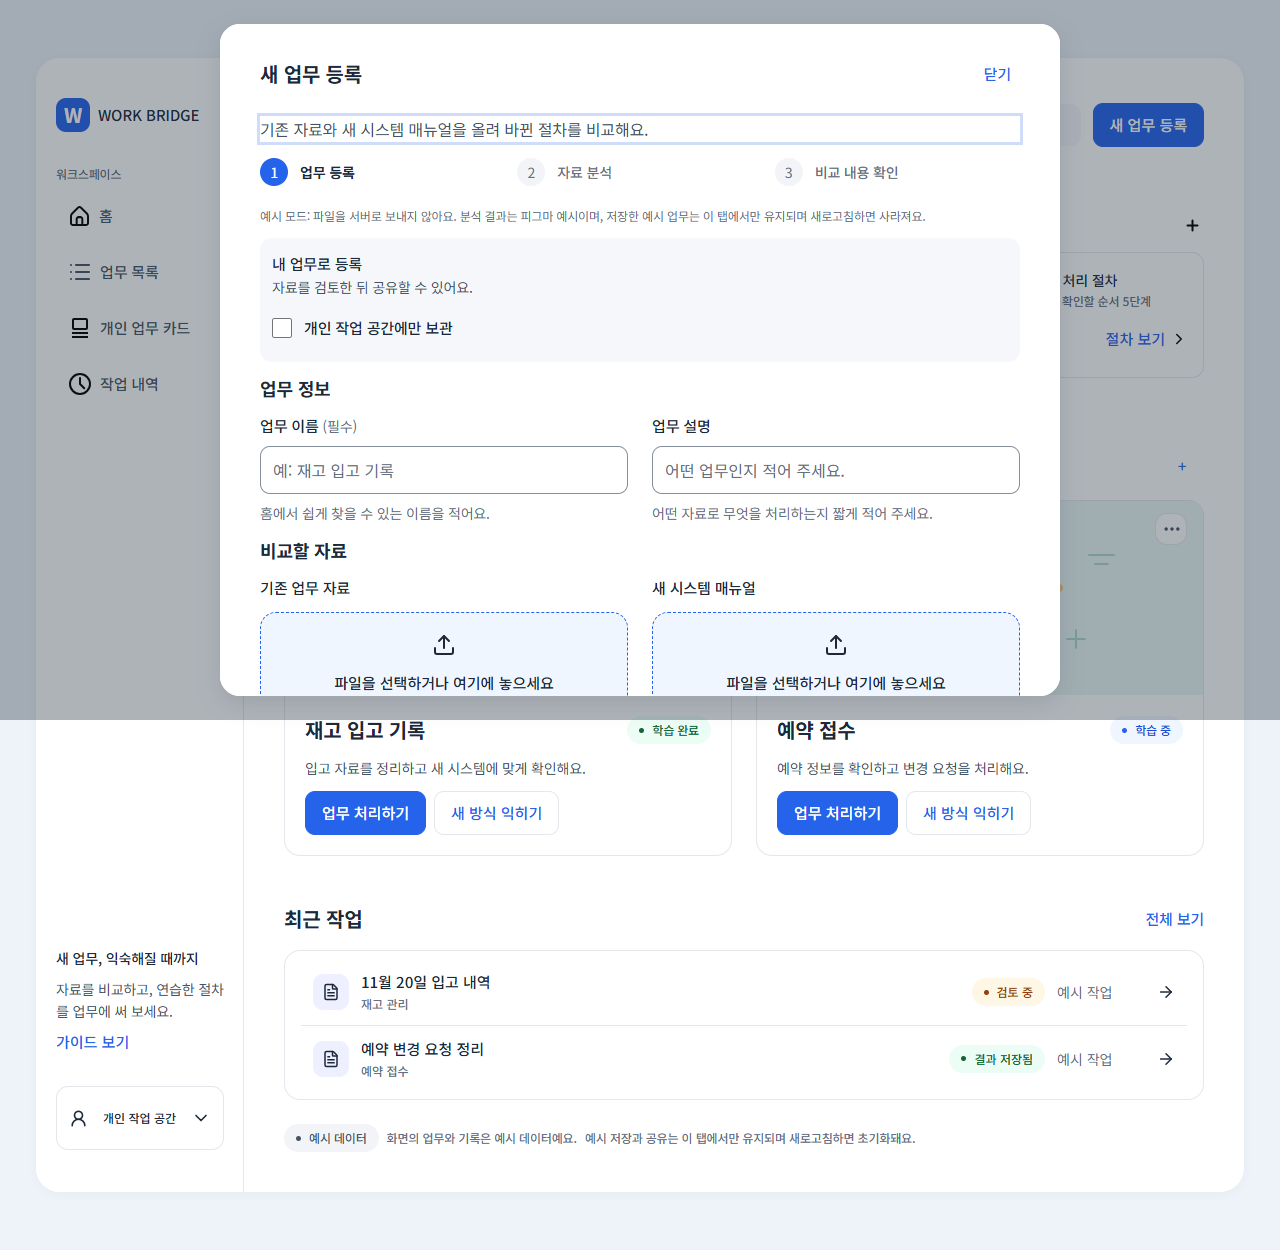 새 업무 등록
닫기
기존 자료와 새 시스템 매뉴얼을 올려 바뀐 절차를 비교해요.
1 업무 등록
2 자료 분석
3 비교 내용 확인
예시 모드: 파일을 서버로 보내지 않아요. 분석 결과는 피그마 예시이며, 저장한 예시 업무는 이 탭에서만 유지되며 새로고침하면 사라져요.
내 업무로 등록
자료를 검토한 뒤 공유할 수 있어요.
개인 작업 공간에만 보관
업무 정보
업무 이름 (필수)
예: 재고 입고 기록
홈에서 쉽게 찾을 수 있는 이름을 적어요.
업무 설명
어떤 업무인지 적어 주세요.
어떤 자료로 무엇을 처리하는지 짧게 적어 주세요.
비교할 자료
기존 업무 자료
파일을 선택하거나 여기에 놓으세요
새 시스템 매뉴얼
파일을 선택하거나 여기에 놓으세요
W WORK BRIDGE
워크스페이스
홈
업무 목록
개인 업무 카드
작업 내역
새 업무, 익숙해질 때까지
자료를 비교하고, 연습한 절차
를 업무에 써 보세요.
가이드 보기
개인 작업 공간
새 업무 등록
+
처리 절차
확인할 순서 5단계
절차 보기
+
재고 입고 기록
학습 완료
입고 자료를 정리하고 새 시스템에 맞게 확인해요.
업무 처리하기
새 방식 익히기
예약 접수
학습 중
예약 정보를 확인하고 변경 요청을 처리해요.
업무 처리하기
새 방식 익히기
최근 작업
전체 보기
11월 20일 입고 내역
재고 관리
검토 중
예시 작업
예약 변경 요청 정리
예약 접수
결과 저장됨
예시 작업
예시 데이터
화면의 업무와 기록은 예시 데이터예요. 예시 저장과 공유는 이 탭에서만 유지되며 새로고침하면 초기화돼요.